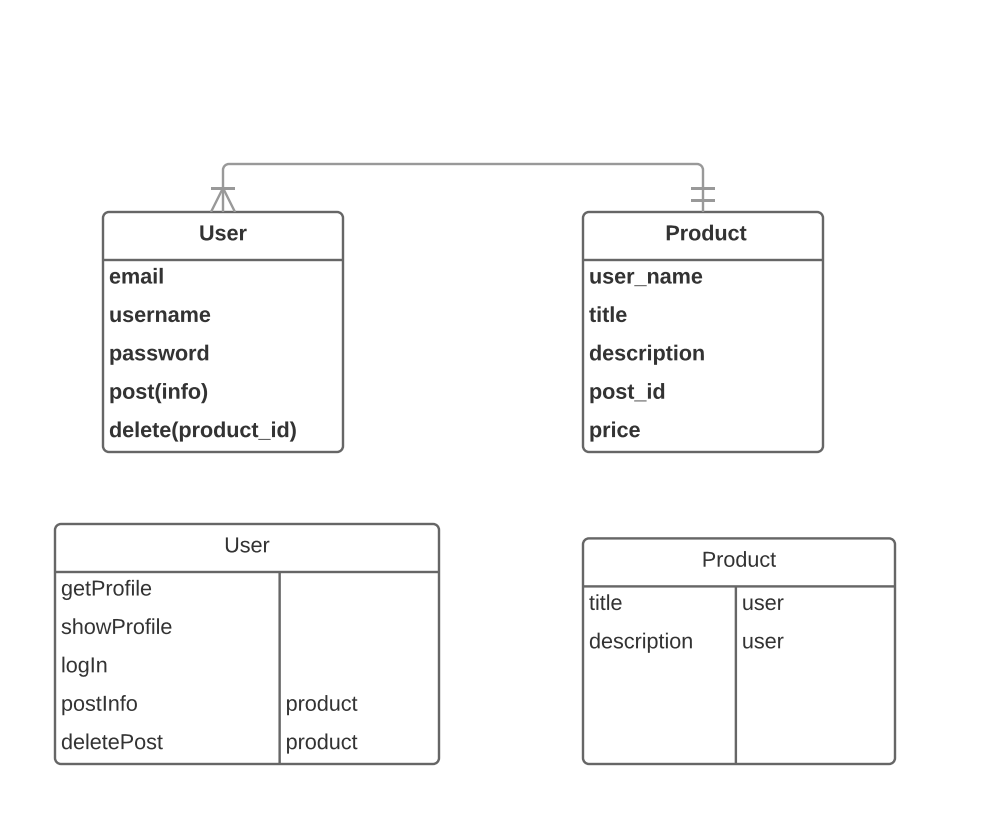 User
email
username
password
post(info)
delete(product_id)
Product
user_name
title
description
post_id
price
User
getProfile
showProfile
logIn
postInfo product
deletePost product
Product
title user
description user